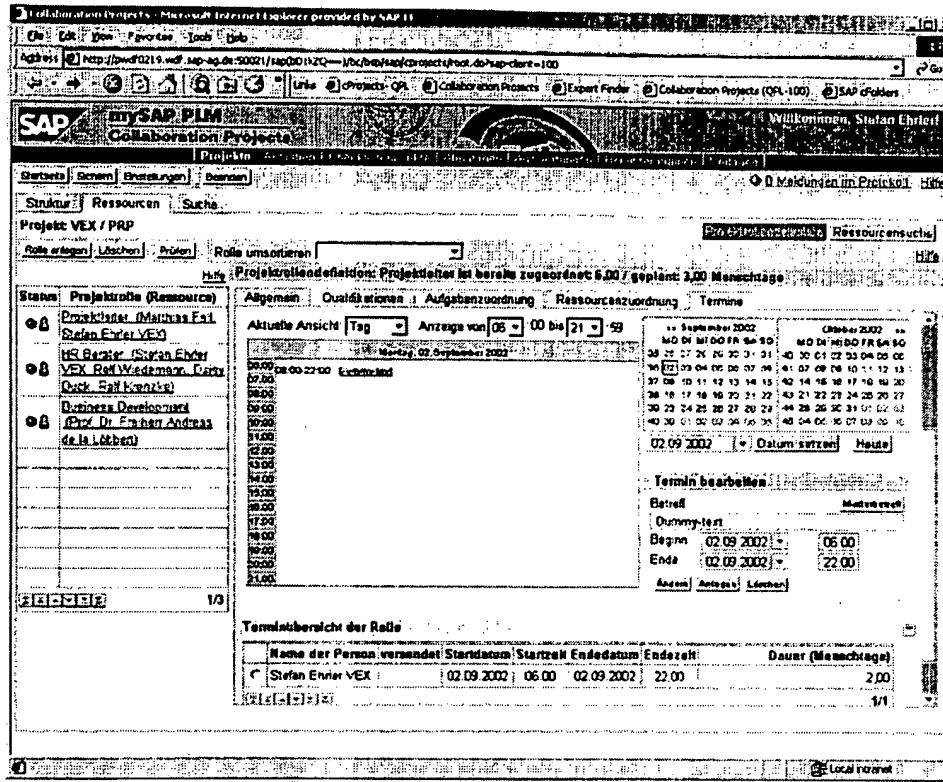 Collaboration Projects - Microsoft Internet Explorer provided by SAP IT
File Edit View Favorites Tools Help
Address
Links cProjects- QPL Collaboration Projects Expert Finder Collaboration Projects (QPL-100) SAP cFolders
SAP mySAP PLM Willkommen, Stefan Ehrler
Collaboration Projects
Projekte
Startseite Sichern Einstellungen Beenden 0 Meldungen im Protokoll Hilfe
Struktur Ressourcen Suche
Projekt: VEX / PRP
Projektrollendefinition Ressourcensuche
Rolle anlegen Löschen Prüfen Rolle umsortieren Hilfe
Hilfe Projektrollendefinition: Projektleiter ist bereits zugeordnet: 6,00 / geplant: 3,00 Menschtage
Status Projektrolle (Ressource)
Projektleiter (Matthias Feil, Stefan Ehrler VEX)
HR Berater (Stefan Ehrler VEX, Ralf Wiedemann, Daisy Duck, Ralf Krenzke)
Business Development (Prof. Dr. Freiherr Andreas de la Löbben)
1/3
Allgemein Qualifikationen Aufgabenzuordnung Ressourcenzuordnung Termine
Aktuelle Ansicht Tag Anzeige von 06 :00 bis 21 :59
Montag, 02. September 2002
06:00 06:00-22:00
07:00
08:00
09:00
10:00
11:00
12:00
13:00
14:00
15:00
16:00
17:00
18:00
19:00
20:00
21:00
September 2002 Oktober 2002
MO DI MI DO FR SA SO MO DI MI DO FR SA SO
02.09.2002 Datum setzen Heute
Termin bearbeiten
Betreff
Dummy-test
Beginn 02.09.2002 06:00
Ende 02.09.2002 22:00
Ändern Anlegen Löschen
Terminübersicht der Rolle
Name der Person versendet Startdatum Startzeit Endedatum Endezeit Dauer (Menschtage)
Stefan Ehrler VEX 02.09.2002 06:00 02.09.2002 22:00 2,00
1/1
Local intranet